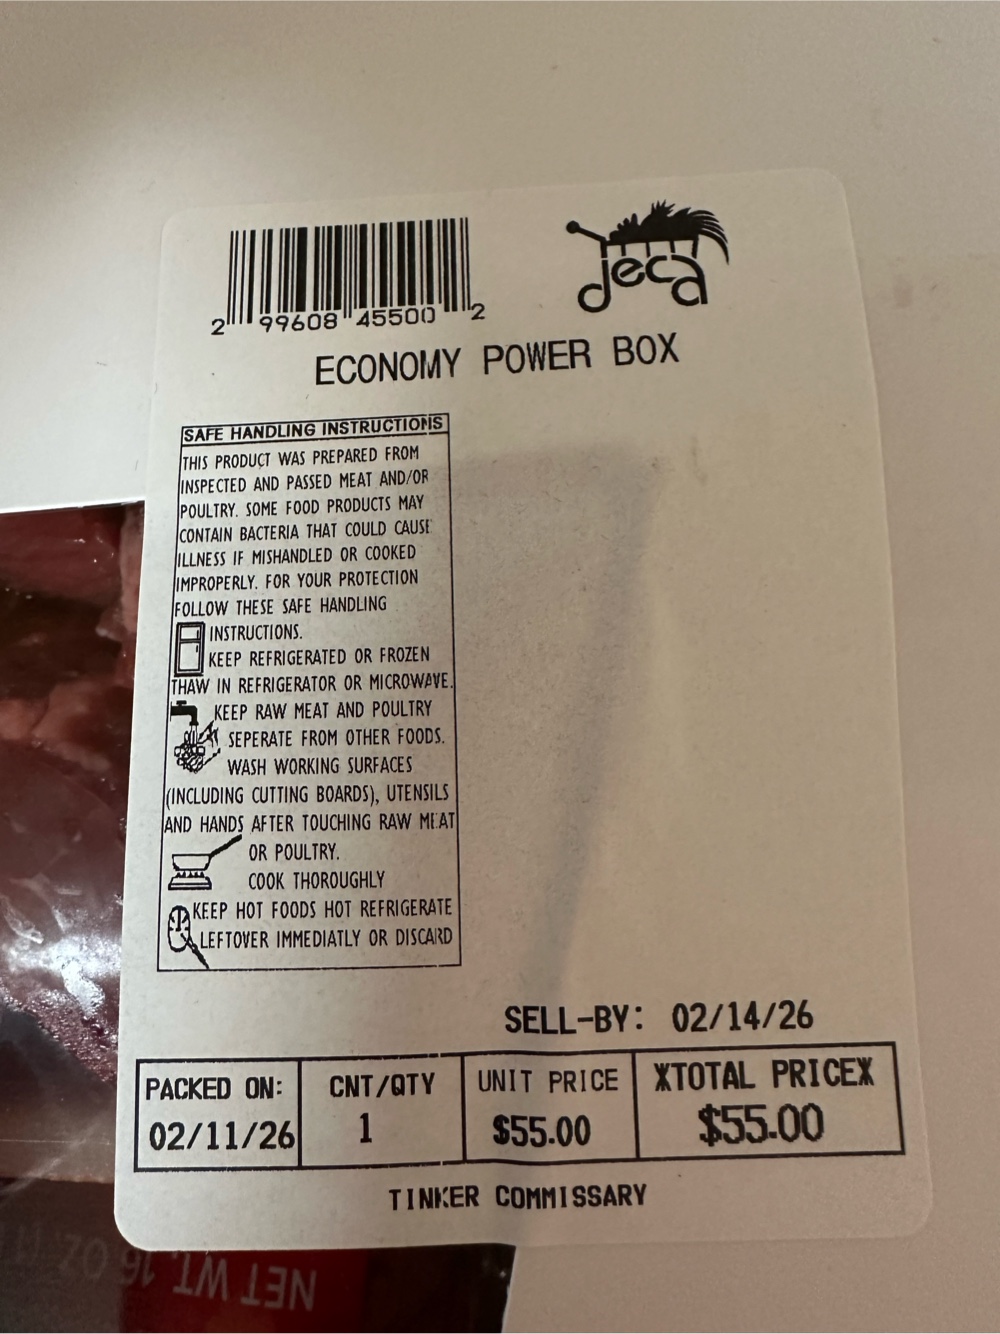 deca
2 99608 45500 2
ECONOMY POWER BOX
SAFE HANDLING INSTRUCTIONS
THIS PRODUCT WAS PREPARED FROM
INSPECTED AND PASSED MEAT AND/OR
POULTRY. SOME FOOD PRODUCTS MAY
CONTAIN BACTERIA THAT COULD CAUSE
ILLNESS IF MISHANDLED OR COOKED
IMPROPERLY. FOR YOUR PROTECTION
FOLLOW THESE SAFE HANDLING
INSTRUCTIONS.
KEEP REFRIGERATED OR FROZEN
THAW IN REFRIGERATOR OR MICROWAVE.
KEEP RAW MEAT AND POULTRY
SEPERATE FROM OTHER FOODS.
WASH WORKING SURFACES
(INCLUDING CUTTING BOARDS), UTENSILS
AND HANDS AFTER TOUCHING RAW MEAT
OR POULTRY.
COOK THOROUGHLY
KEEP HOT FOODS HOT REFRIGERATE
LEFTOVER IMMEDIATLY OR DISCARD
SELL-BY: 02/14/26
PACKED ON: CNT/QTY UNIT PRICE *TOTAL PRICE*
02/11/26 1 $55.00 $55.00
TINKER COMMISSARY
NET WT. 16 OZ